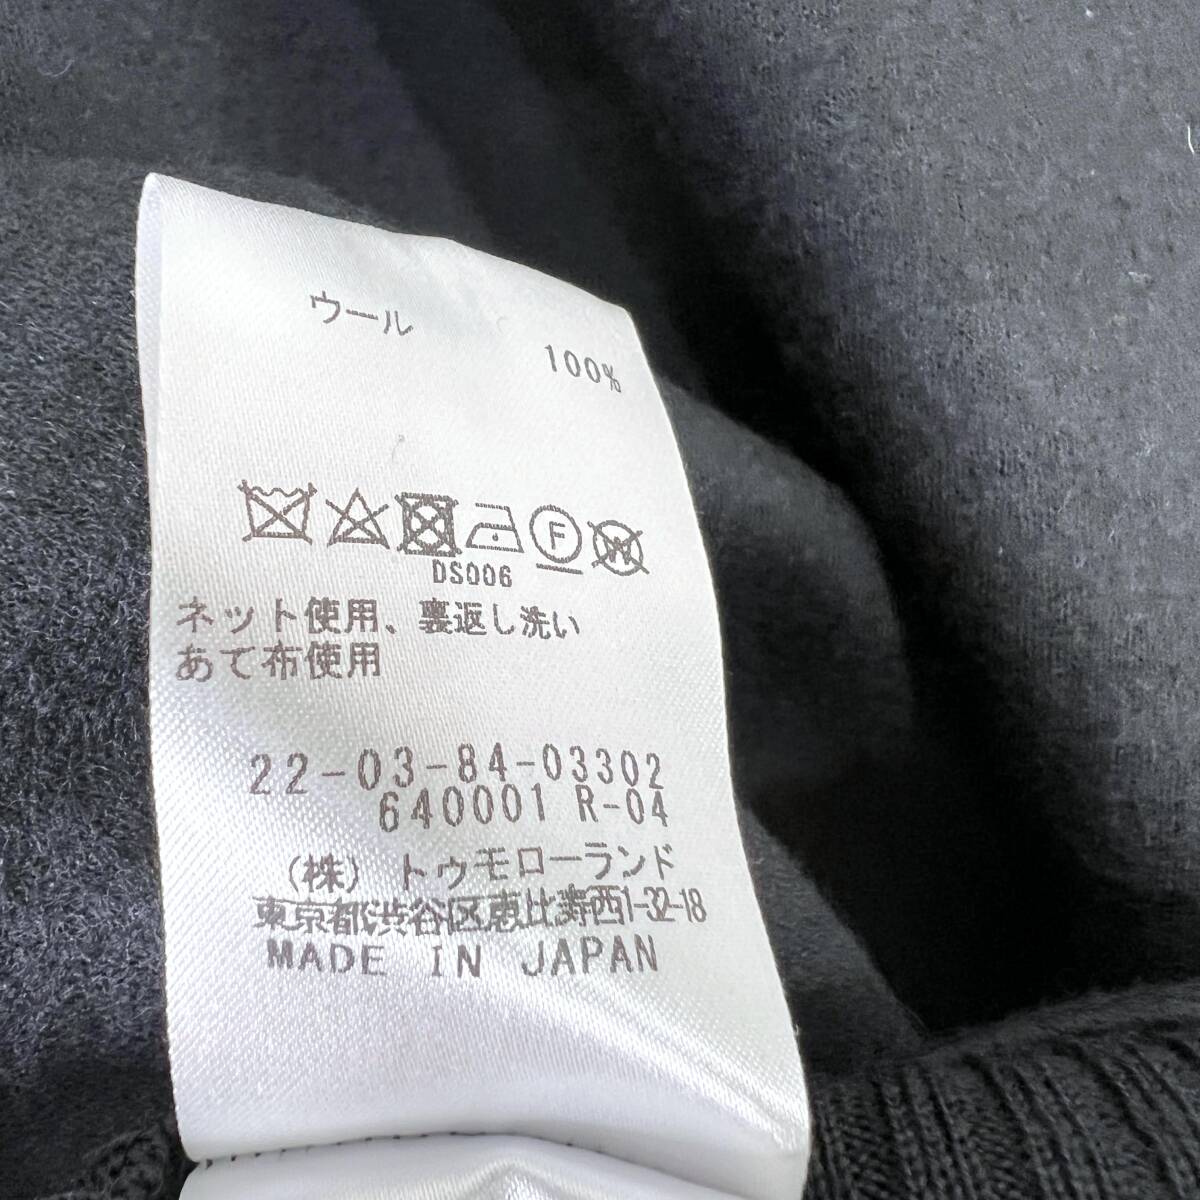 ウール
100%
F W
DS006
ネット使用、裏返し洗い
あて布使用
22-03-84-03302
640001 R-04
(株) トゥモローランド
東京都渋谷区恵比寿西1-32-18
MADE IN JAPAN